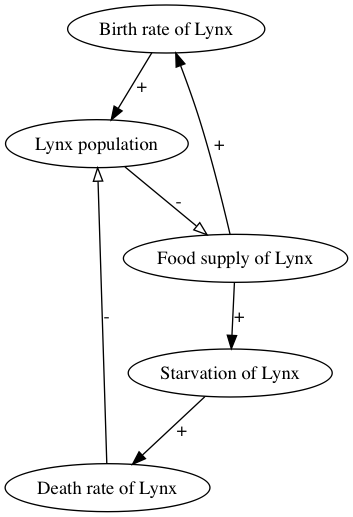 Birth rate of Lynx
+
Lynx population
+
-
Food supply of Lynx
+
-
Starvation of Lynx
+
Death rate of Lynx